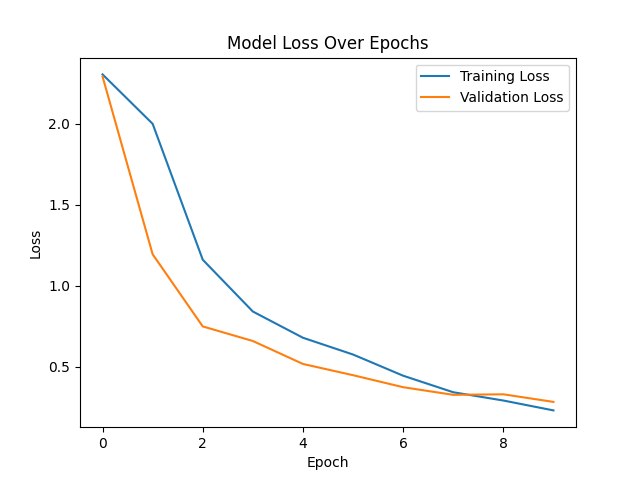 Model Loss Over Epochs
Training Loss
Validation Loss
2.0
1.5
1.0
0.5
Loss
0 2 4 6 8
Epoch